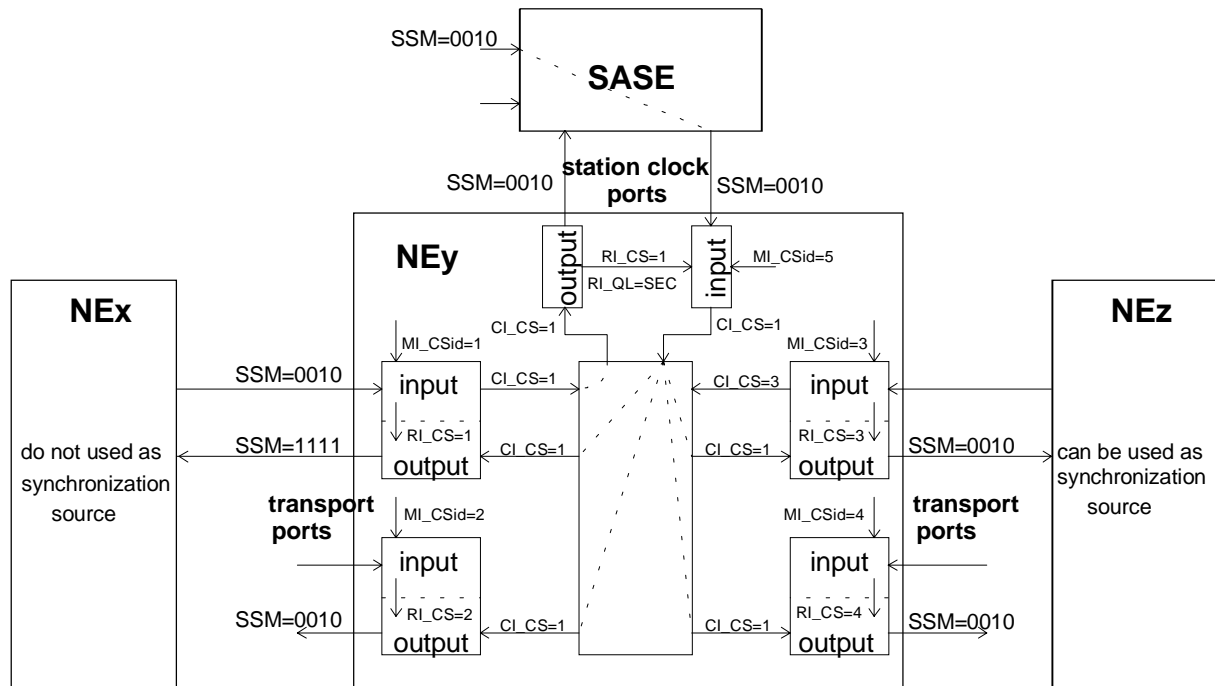 SSM=0010
SASE
station clock
ports
SSM=0010
SSM=0010
NEy
output
RI_CS=1
RI_QL=SEC
input
MI_CSid=5
NEx
NEz
CI_CS=1
CI_CS=1
MI_CSid=1
MI_CSid=3
SSM=0010
input
CI_CS=1
CI_CS=3
input
do not used as
synchronization
source
SSM=1111
RI_CS=1
output
CI_CS=1
CI_CS=1
RI_CS=3
output
SSM=0010
can be used as
synchronization
source
transport
ports
MI_CSid=2
MI_CSid=4
transport
ports
input
input
SSM=0010
RI_CS=2
output
CI_CS=1
CI_CS=1
RI_CS=4
output
SSM=0010